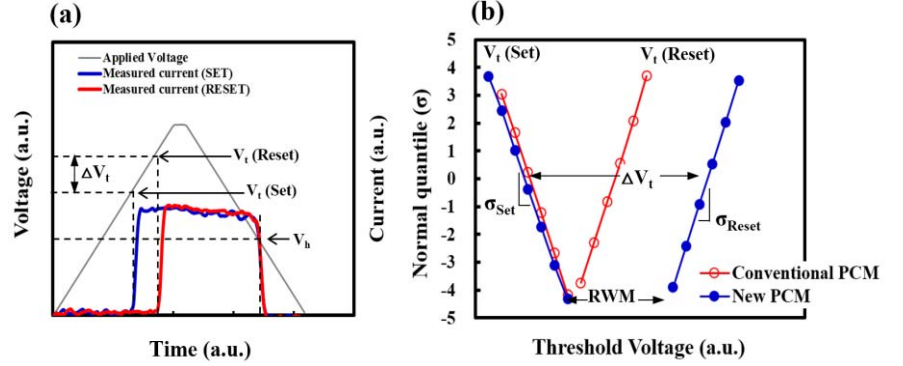 (a)
Applied Voltage
Measured current (SET)
Measured current (RESET)
Voltage (a.u.)
ΔVt
Vt (Reset)
Vt (Set)
Vh
Current (a.u.)
Time (a.u.)
(b)
Normal quantile (σ)
5
4
3
2
1
0
-1
-2
-3
-4
-5
Vt (Set)
Vt (Reset)
ΔVt
σSet
σReset
RWM
Conventional PCM
New PCM
Threshold Voltage (a.u.)